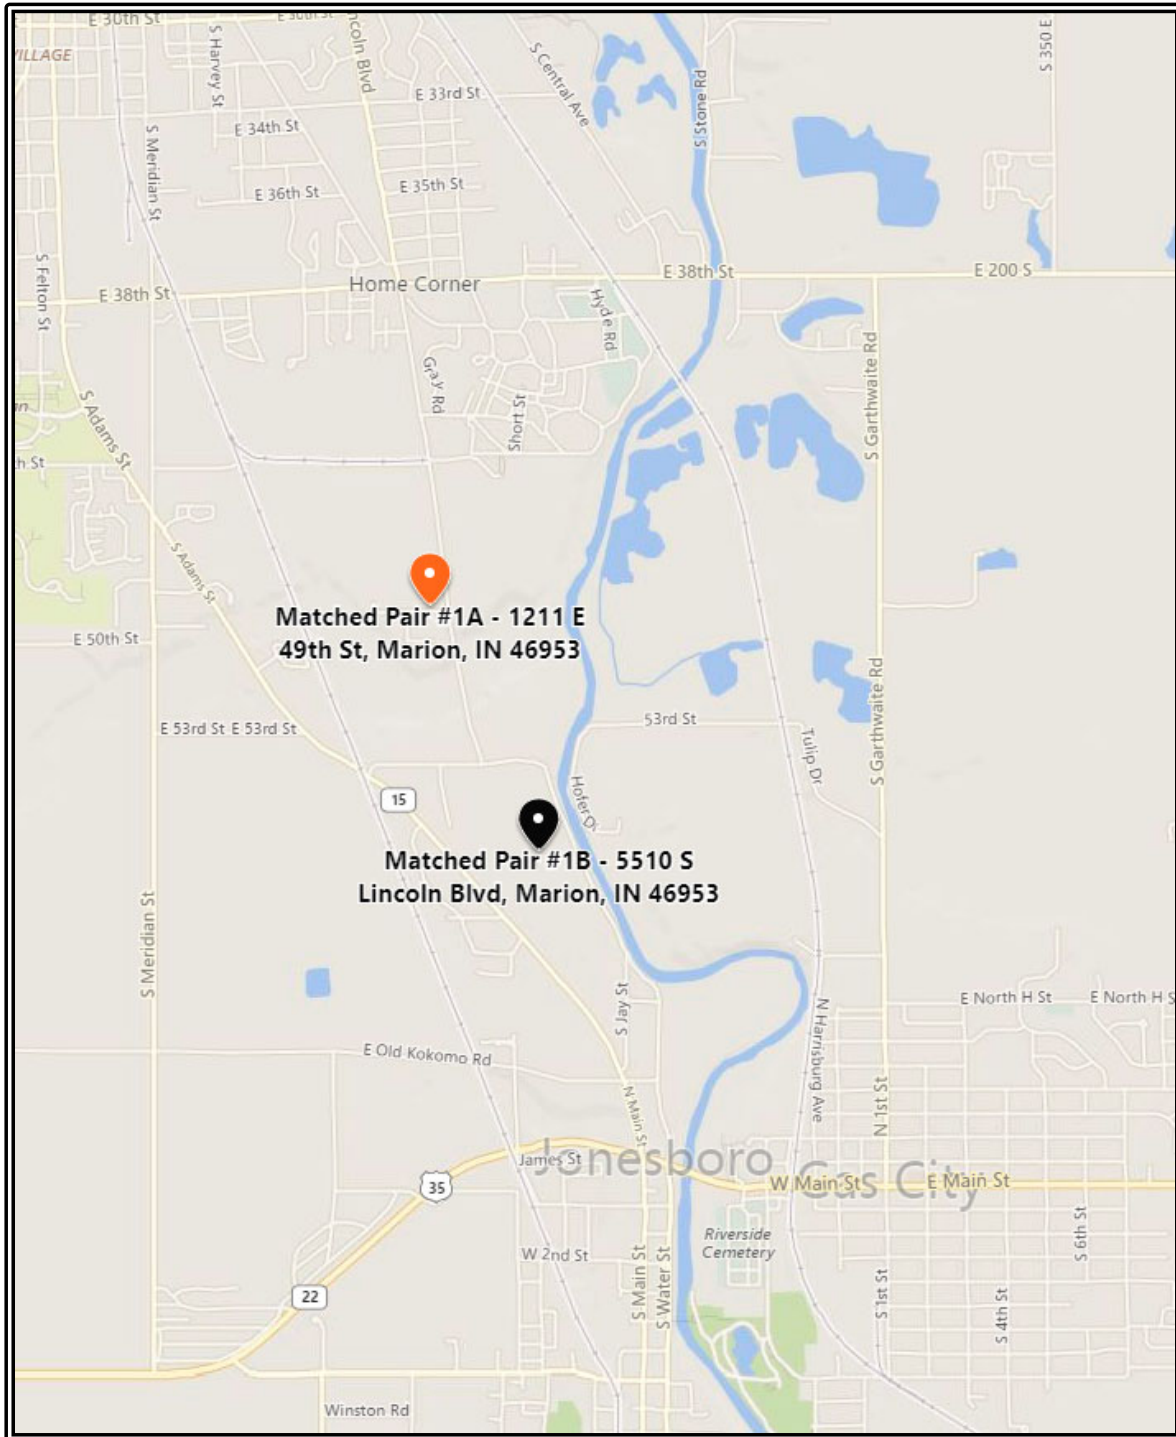 E 30th St
E 30th St
ncoln Blvd
S Harvey St
VILLAGE
S Central Ave
S 350 E
E 33rd St
S Stone Rd
E 34th St
S Meridian St
E 35th St
E 36th St
S Felton St
E 38th St
E 200 S
Home Corner
E 38th St
Hyde Rd
Gray Rd
S Garthwaite Rd
Short St
S Adams St
th St
S Adams St
Matched Pair #1A - 1211 E
49th St, Marion, IN 46953
E 50th St
S Garthwaite Rd
E 53rd St E 53rd St
53rd St
Tulip Dr
15
Matched Pair #1B - 5510 S
Lincoln Blvd, Marion, IN 46953
S Meridian St
S Jay St
E North H St
E North H S
N Harrisburg Ave
E Old Kokomo Rd
N Main St
N 1st St
Jonesboro
James St
35
W Main St
Gas City
E Main St
Riverside
Cemetery
S 6th St
W 2nd St
S Main St
S Water St
22
S 1st St
S 4th St
Winston Rd